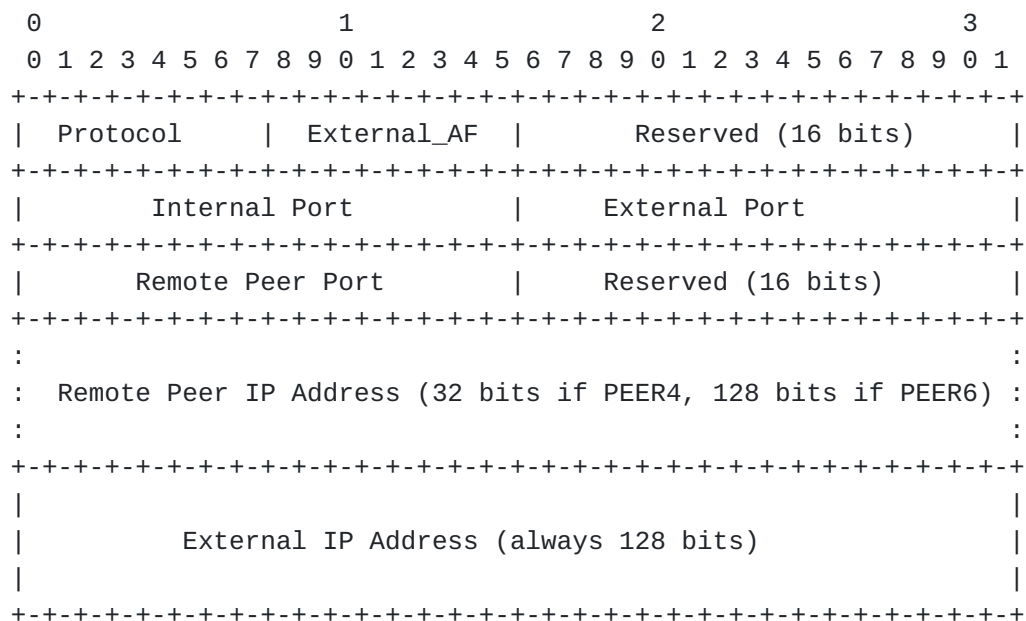 0                   1                   2                   3
 0 1 2 3 4 5 6 7 8 9 0 1 2 3 4 5 6 7 8 9 0 1 2 3 4 5 6 7 8 9 0 1
+-+-+-+-+-+-+-+-+-+-+-+-+-+-+-+-+-+-+-+-+-+-+-+-+-+-+-+-+-+-+-+-+
|  Protocol     |  External_AF  |       Reserved (16 bits)      |
+-+-+-+-+-+-+-+-+-+-+-+-+-+-+-+-+-+-+-+-+-+-+-+-+-+-+-+-+-+-+-+-+
|        Internal Port          |     External Port             |
+-+-+-+-+-+-+-+-+-+-+-+-+-+-+-+-+-+-+-+-+-+-+-+-+-+-+-+-+-+-+-+-+
|       Remote Peer Port        |     Reserved (16 bits)        |
+-+-+-+-+-+-+-+-+-+-+-+-+-+-+-+-+-+-+-+-+-+-+-+-+-+-+-+-+-+-+-+-+
:                                                               :
:  Remote Peer IP Address (32 bits if PEER4, 128 bits if PEER6) :
:                                                               :
+-+-+-+-+-+-+-+-+-+-+-+-+-+-+-+-+-+-+-+-+-+-+-+-+-+-+-+-+-+-+-+-+
|                                                               |
|          External IP Address (always 128 bits)                |
|                                                               |
+-+-+-+-+-+-+-+-+-+-+-+-+-+-+-+-+-+-+-+-+-+-+-+-+-+-+-+-+-+-+-+-+